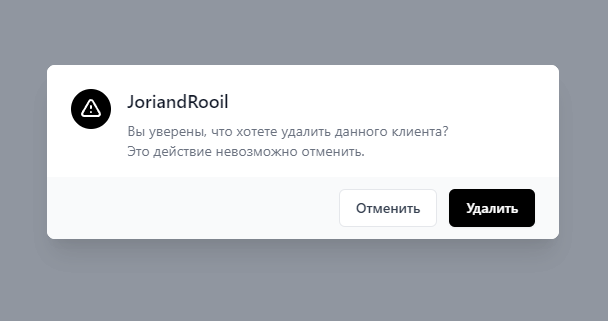 JoriandRooil
Вы уверены, что хотете удалить данного клиента?
Это действие невозможно отменить.
Отменить
Удалить